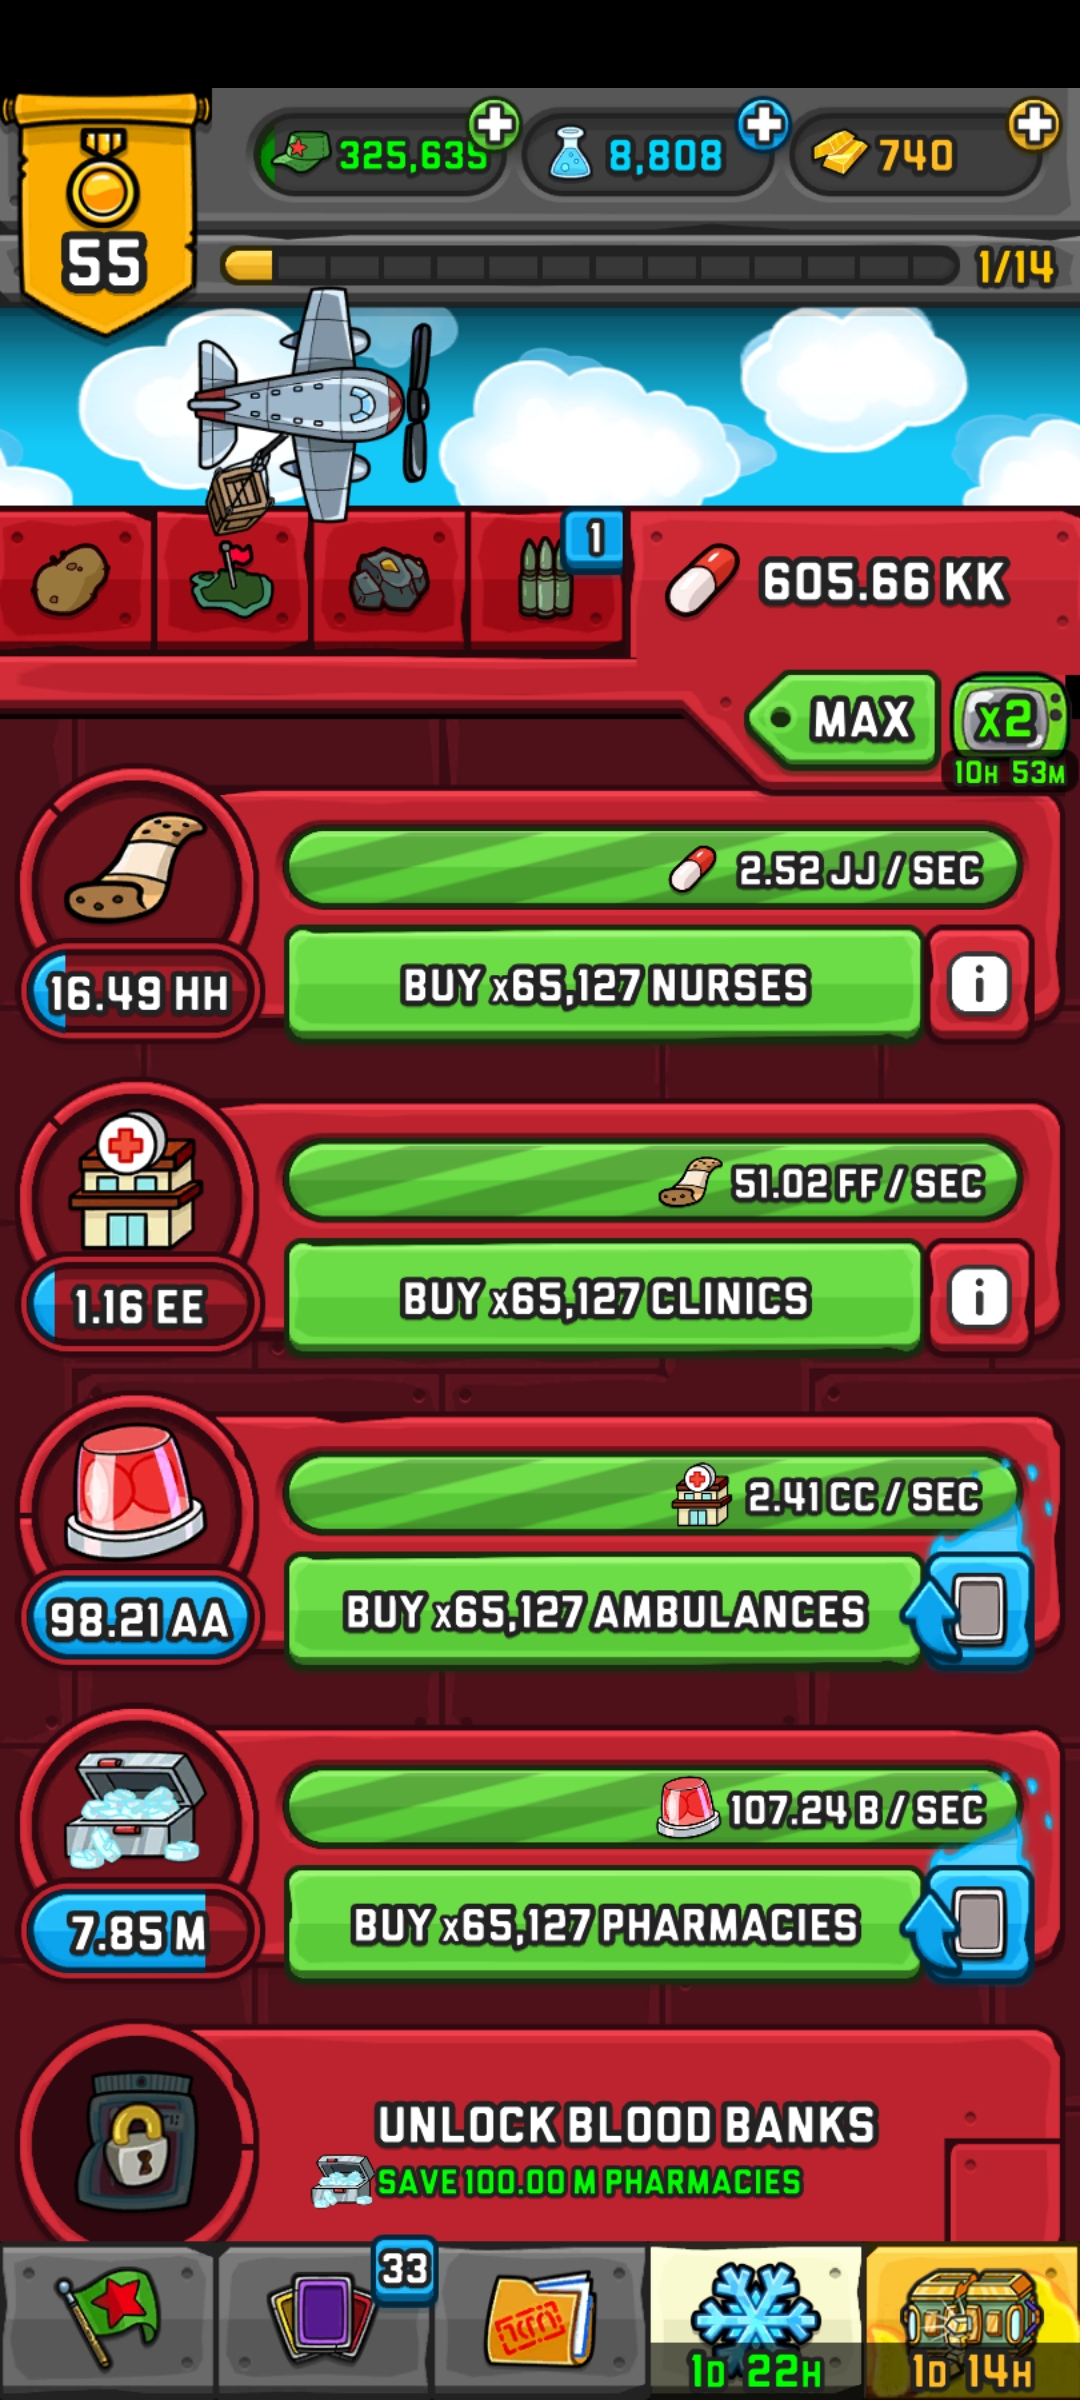 55
325,635
8,808
740
1/14
1
605.66 KK
MAX
x2
10H 53M
2.52 JJ / SEC
16.49 HH
BUY x65,127 NURSES
i
51.02 FF / SEC
1.16 EE
BUY x65,127 CLINICS
i
2.41 CC / SEC
98.21 AA
BUY x65,127 AMBULANCES
107.24 B / SEC
7.85 M
BUY x65,127 PHARMACIES
UNLOCK BLOOD BANKS
SAVE 100.00 M PHARMACIES
33
1D 22H
1D 14H